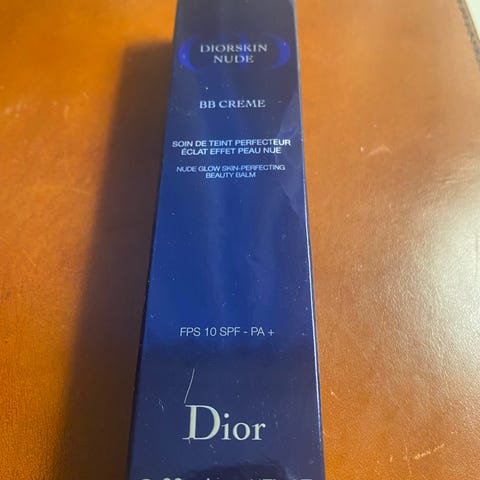 DIORSKIN
NUDE
BB CREME
SOIN DE TEINT PERFECTEUR
ÉCLAT EFFET PEAU NUE
NUDE GLOW SKIN-PERFECTING
BEAUTY BALM
FPS 10 SPF - PA +
Dior